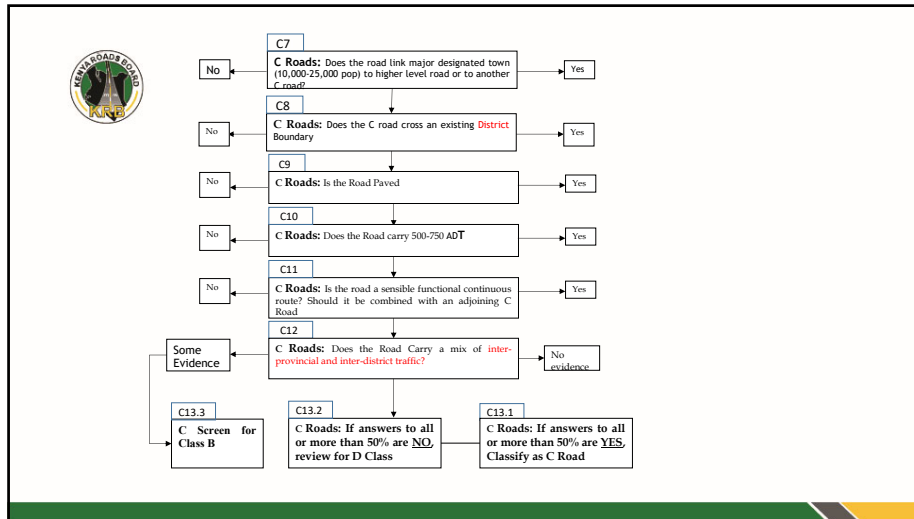 KENYA ROADS BOARD
KRB
C7
C Roads: Does the road link major designated town
(10,000-25,000 pop) to higher level road or to another
C road?
No
Yes
C8
C Roads: Does the C road cross an existing District
Boundary
No
Yes
C9
C Roads: Is the Road Paved
No
Yes
C10
C Roads: Does the Road carry 500-750 ADT
No
Yes
C11
C Roads: Is the road a sensible functional continuous
route? Should it be combined with an adjoining C
Road
No
Yes
C12
C Roads: Does the Road Carry a mix of inter-
provincial and inter-district traffic?
Some
Evidence
No
evidence
C13.3
C Screen for
Class B
C13.2
C Roads: If answers to all
or more than 50% are NO,
review for D Class
C13.1
C Roads: If answers to all
or more than 50% are YES,
Classify as C Road